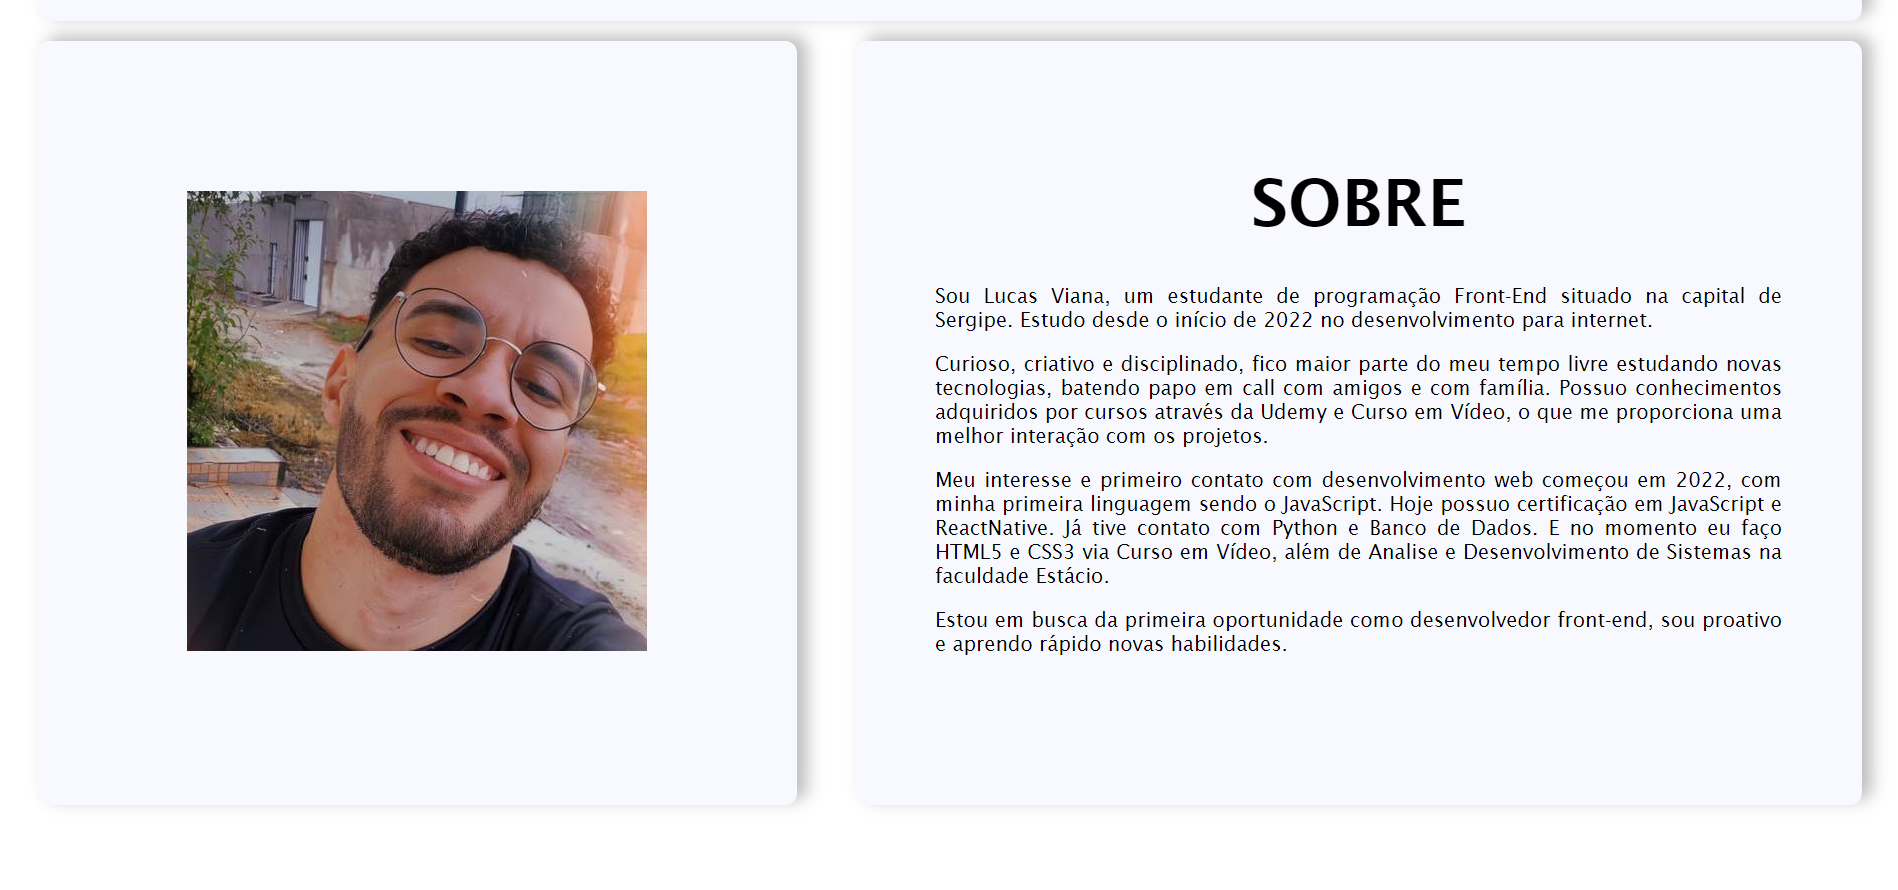 SOBRE
Sou Lucas Viana, um estudante de programação Front-End situado na capital de
Sergipe. Estudo desde o início de 2022 no desenvolvimento para internet.
Curioso, criativo e disciplinado, fico maior parte do meu tempo livre estudando novas
tecnologias, batendo papo em call com amigos e com família. Possuo conhecimentos
adquiridos por cursos através da Udemy e Curso em Vídeo, o que me proporciona uma
melhor interação com os projetos.
Meu interesse e primeiro contato com desenvolvimento web começou em 2022, com
minha primeira linguagem sendo o JavaScript. Hoje possuo certificação em JavaScript e
ReactNative. Já tive contato com Python e Banco de Dados. E no momento eu faço
HTML5 e CSS3 via Curso em Vídeo, além de Analise e Desenvolvimento de Sistemas na
faculdade Estácio.
Estou em busca da primeira oportunidade como desenvolvedor front-end, sou proativo
e aprendo rápido novas habilidades.